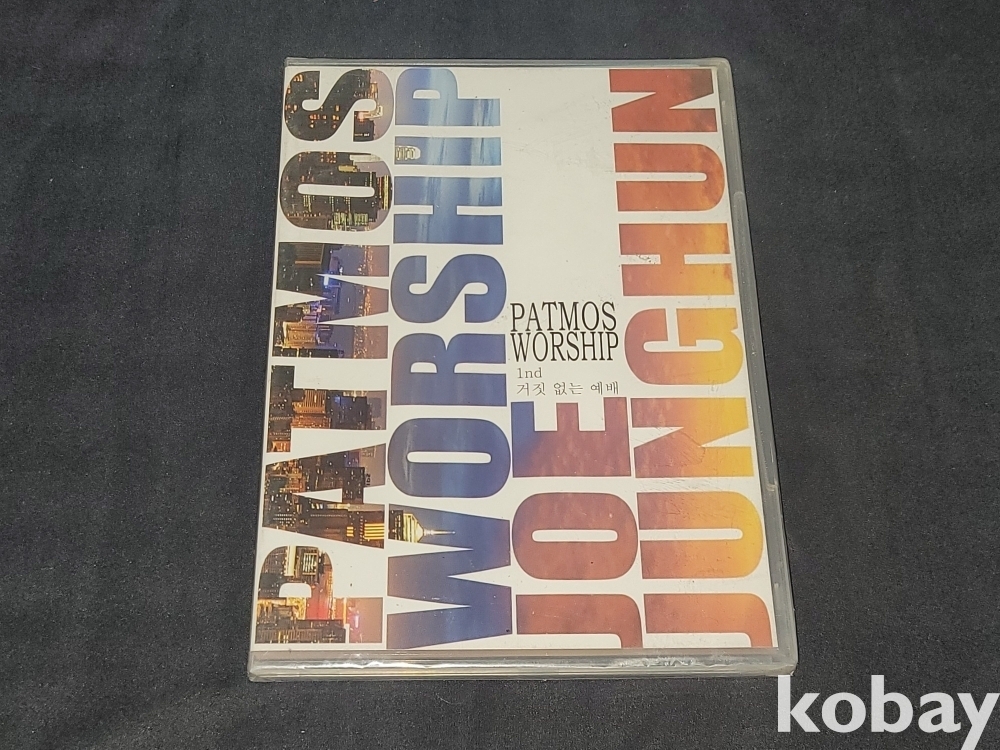 PATMOS
WORSHIP
JOE
JUNGHUN
PATMOS
WORSHIP
1nd
거짓 없는 예배
kobay